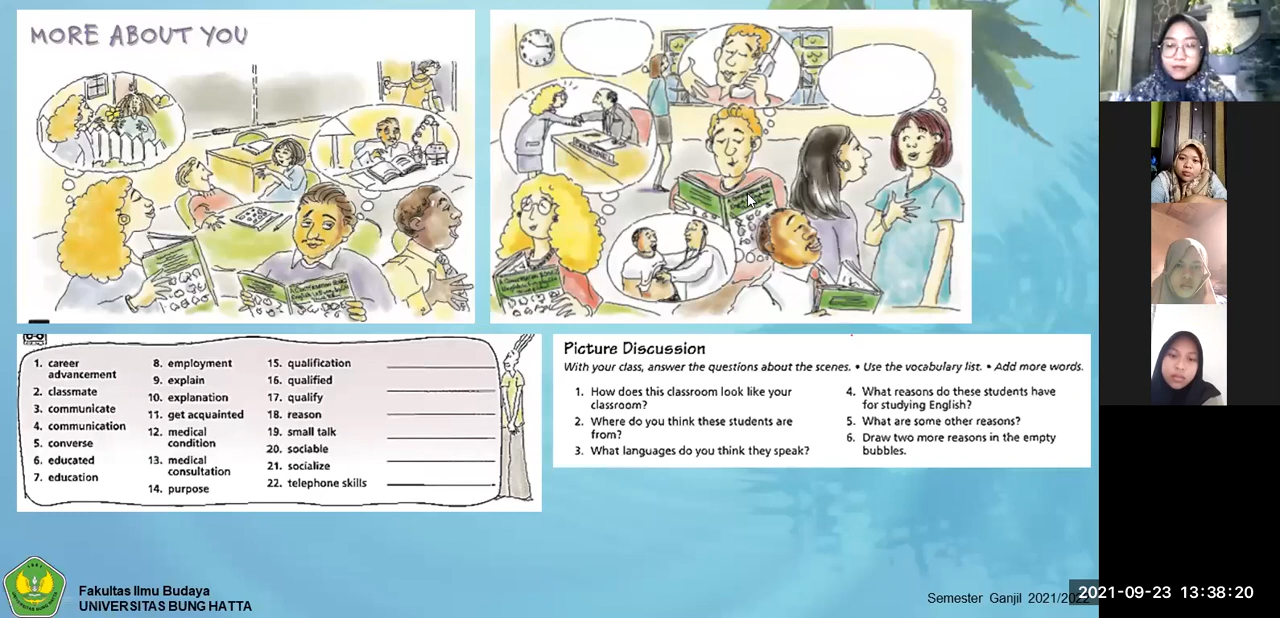 MORE ABOUT YOU
1. career
advancement
2. classmate
3. communicate
4. communication
5. converse
6. educated
7. education
8. employment
9. explain
10. explanation
11. get acquainted
12. medical
condition
13. medical
consultation
14. purpose
15. qualification
16. qualified
17. qualify
18. reason
19. small talk
20. sociable
21. socialize
22. telephone skills
Picture Discussion
With your class, answer the questions about the scenes. • Use the vocabulary list. • Add more words.
1. How does this classroom look like your
classroom?
2. Where do you think these students are
from?
3. What languages do you think they speak?
4. What reasons do these students have
for studying English?
5. What are some other reasons?
6. Draw two more reasons in the empty
bubbles.
Fakultas Ilmu Budaya
UNIVERSITAS BUNG HATTA
Semester Ganjil 2021/2022
2021-09-23 13:38:20